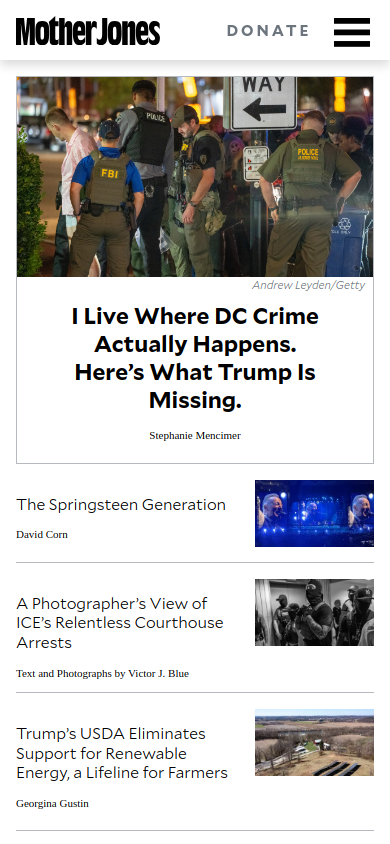 Mother Jones
DONATE
WAY
POLICE
FBI
POLICE
Andrew Leyden/Getty
I Live Where DC Crime
Actually Happens.
Here’s What Trump Is
Missing.
Stephanie Mencimer
The Springsteen Generation
David Corn
A Photographer’s View of
ICE’s Relentless Courthouse
Arrests
Text and Photographs by Victor J. Blue
Trump’s USDA Eliminates
Support for Renewable
Energy, a Lifeline for Farmers
Georgina Gustin